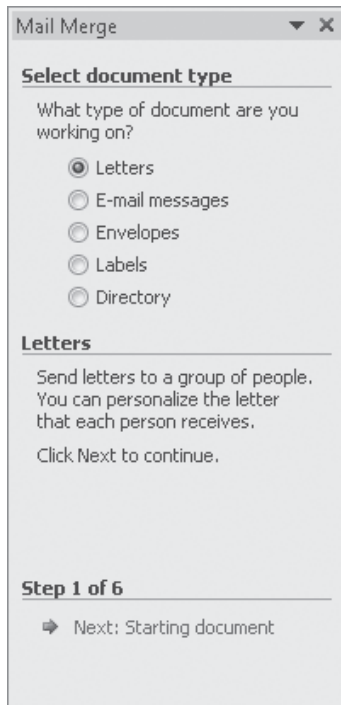 Mail Merge
Select document type
What type of document are you
working on?
Letters
E-mail messages
Envelopes
Labels
Directory
Letters
Send letters to a group of people.
You can personalize the letter
that each person receives.
Click Next to continue.
Step 1 of 6
Next: Starting document